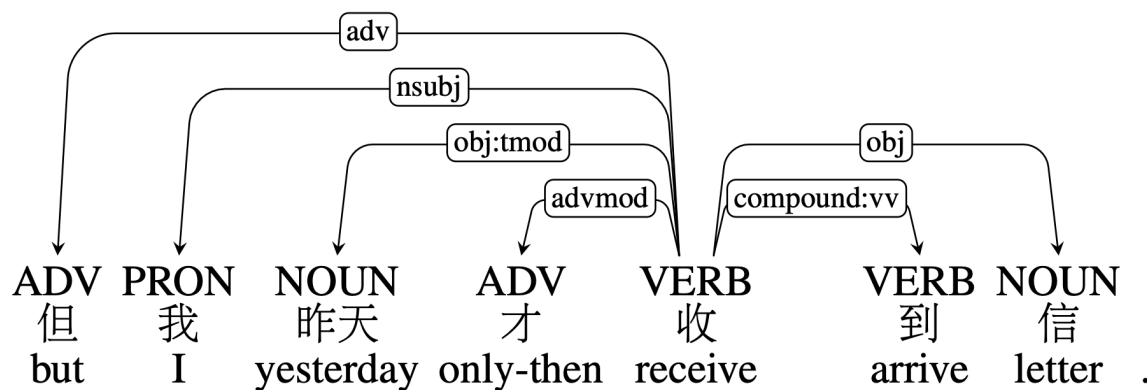 adv
nsubj
obj:tmod obj
advmod compound:vv
ADV PRON NOUN ADV VERB VERB NOUN
但 我 昨天 才 收 到 信
but I yesterday only-then receive arrive letter